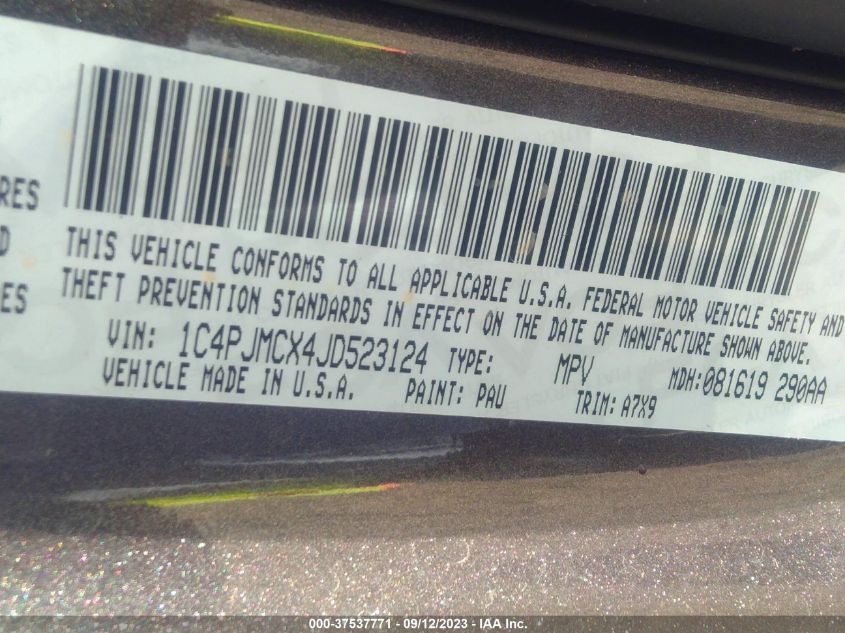 RES
D
ES
THIS VEHICLE CONFORMS TO ALL APPLICABLE U.S.A. FEDERAL MOTOR VEHICLE SAFETY AND
THEFT PREVENTION STANDARDS IN EFFECT ON THE DATE OF MANUFACTURE SHOWN ABOVE.
VIN: 1C4PJMCX4JD523124 TYPE: MPV MDH:081619 290AA
VEHICLE MADE IN U.S.A. PAINT: PAU TRIM: A7X9
000-37537771 - 09/12/2023 - IAA Inc.